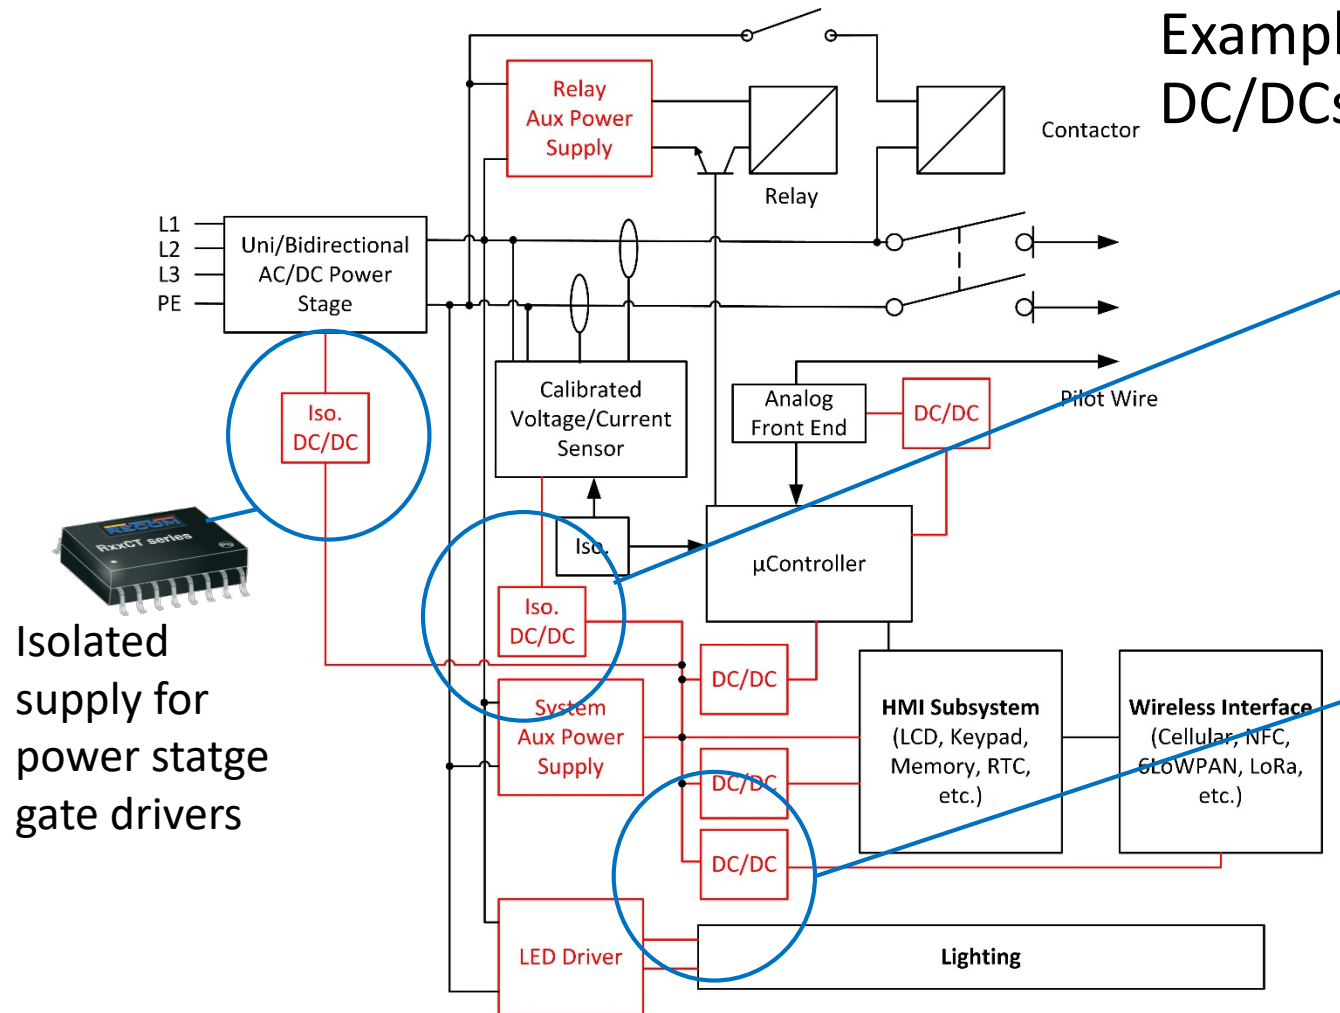 Exampl
DC/DCs
Relay
Aux Power
Supply
Contactor
Relay
L1
L2
L3
PE
Uni/Bidirectional
AC/DC Power
Stage
Calibrated
Voltage/Current
Sensor
Analog
Front End
DC/DC
Pilot Wire
Iso.
DC/DC
RECOM
RxxCT series
Iso.
µController
Iso.
DC/DC
Isolated
supply for
power statge
gate drivers
DC/DC
System
Aux Power
Supply
HMI Subsystem
(LCD, Keypad,
Memory, RTC,
etc.)
Wireless Interface
(Cellular, NFC,
6LoWPAN, LoRa,
etc.)
DC/DC
DC/DC
LED Driver
Lighting